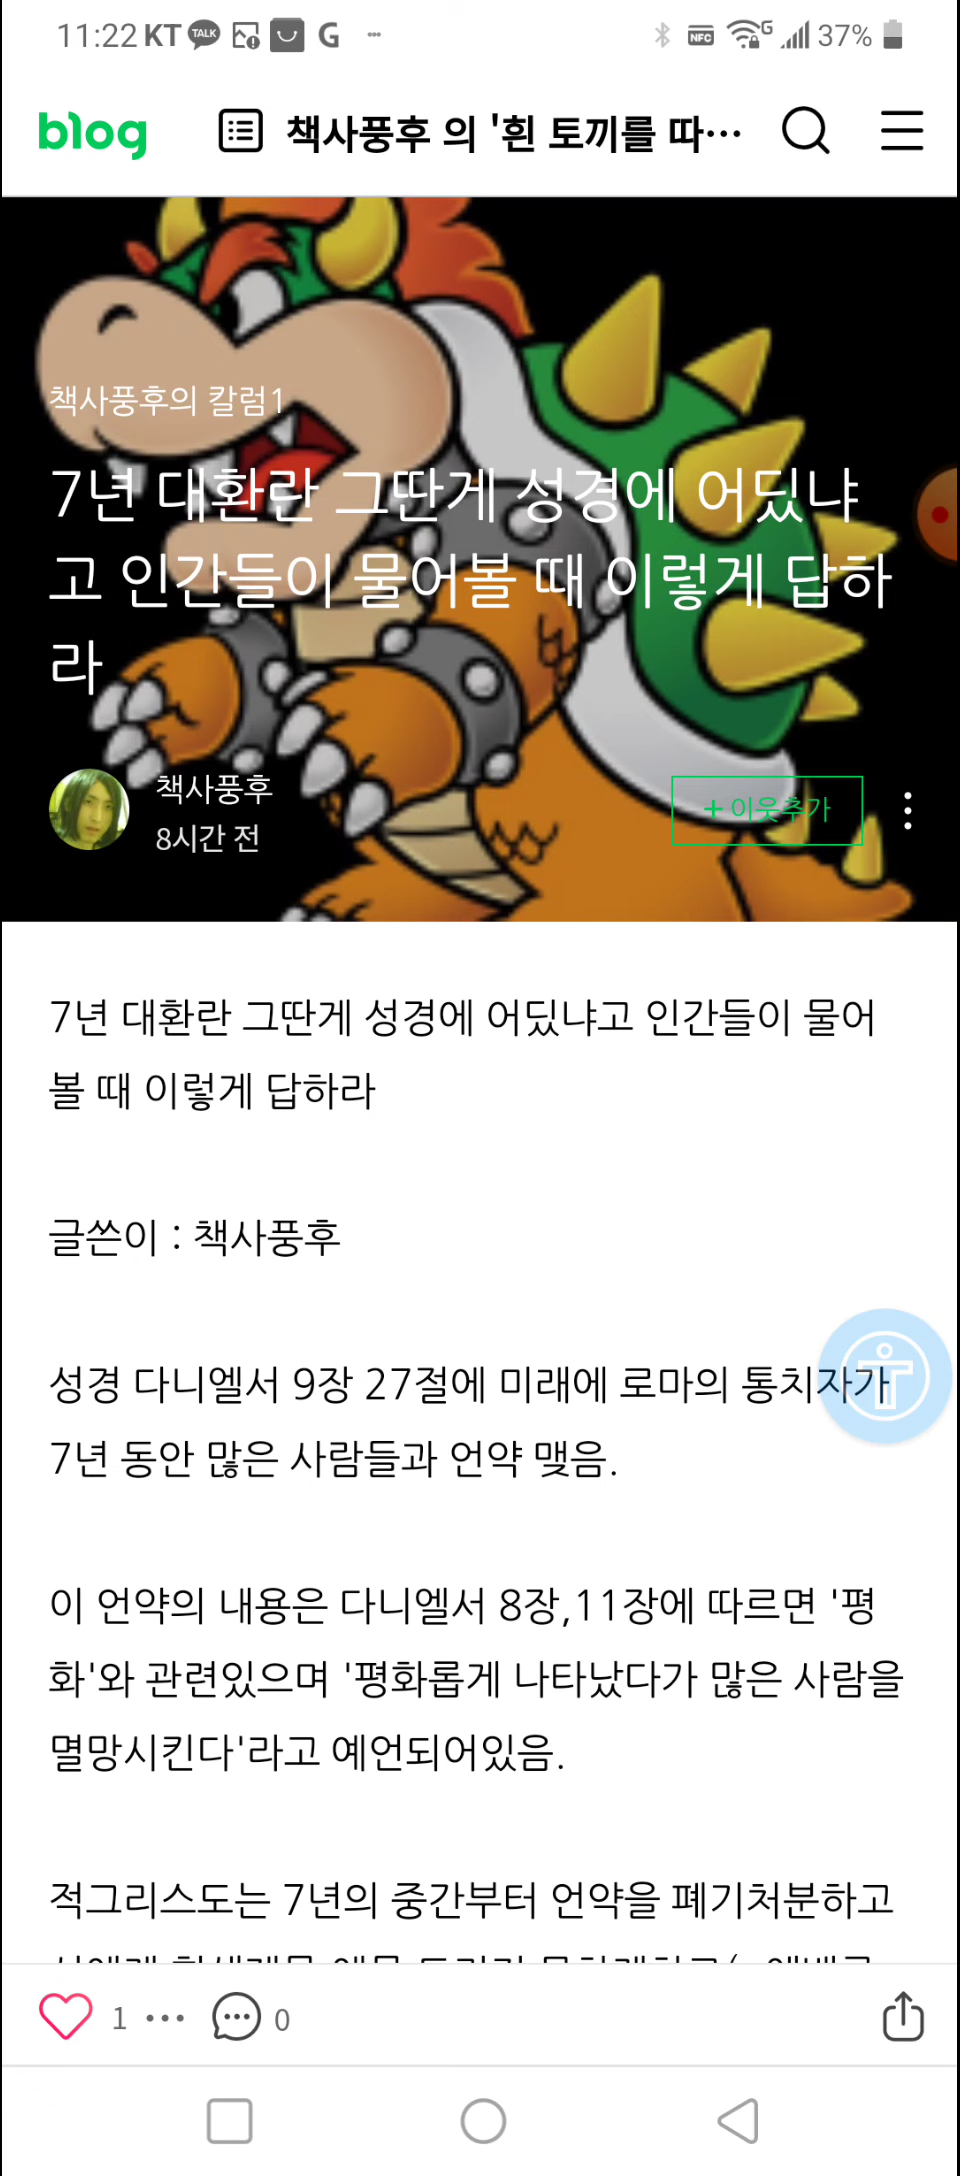 11:22 KT TALK G ··· NFC G 37%
blog 책사풍후 의 '흰 토끼를 따···
책사풍후의 칼럼1
7년 대환란 그딴게 성경에 어딨냐
고 인간들이 물어볼 때 이렇게 답하
라
책사풍후
8시간 전
+ 이웃추가
7년 대환란 그딴게 성경에 어딨냐고 인간들이 물어
볼 때 이렇게 답하라
글쓴이 : 책사풍후
성경 다니엘서 9장 27절에 미래에 로마의 통치자가
7년 동안 많은 사람들과 언약 맺음.
이 언약의 내용은 다니엘서 8장,11장에 따르면 '평
화'와 관련있으며 '평화롭게 나타났다가 많은 사람을
멸망시킨다'라고 예언되어있음.
적그리스도는 7년의 중간부터 언약을 폐기처분하고
1 ··· 0